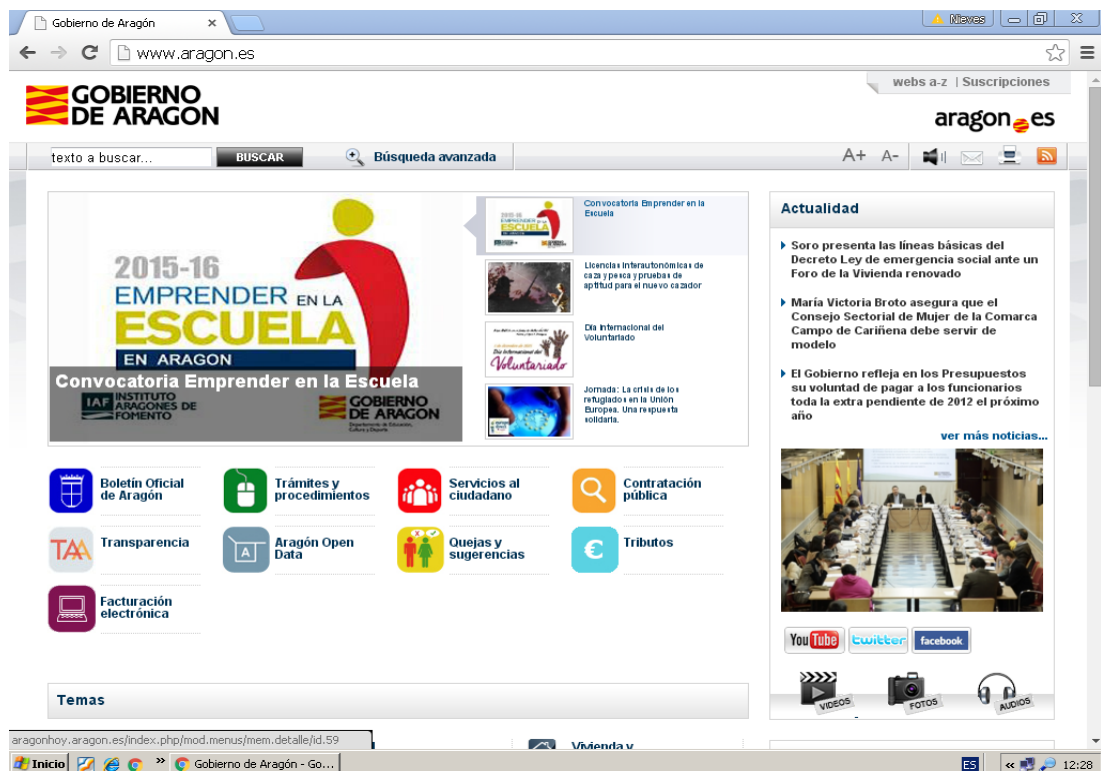 Gobierno de Aragón
Nieves
www.aragon.es
webs a-z | Suscripciones
GOBIERNO
DE ARAGON
aragon es
texto a buscar...
BUSCAR
Búsqueda avanzada
A+ A-
2015-16
EMPRENDER EN LA
ESCUELA
EN ARAGON
Convocatoria Emprender en la Escuela
IAF INSTITUTO
ARAGONES DE
FOMENTO
GOBIERNO
DE ARAGON
Departamento de Educación,
Cultura y Deporte
Convocatoria Emprender en la
Escuela
Licencias Interautonómicas de
caza y pesca y pruebas de
aptitud para el nuevo cazador
Día Internacional del
Voluntariado
Día Internacional del
Voluntariado
Jornada: La crisis de los
refugiados en la Unión
Europea. Una respuesta
solidaria.
Actualidad
Soro presenta las líneas básicas del
Decreto Ley de emergencia social ante un
Foro de la Vivienda renovado
María Victoria Broto asegura que el
Consejo Sectorial de Mujer de la Comarca
Campo de Cariñena debe servir de
modelo
El Gobierno refleja en los Presupuestos
su voluntad de pagar a los funcionarios
toda la extra pendiente de 2012 el próximo
año
ver más noticias...
Boletín Oficial
de Aragón
Trámites y
procedimientos
Servicios al
ciudadano
Contratación
pública
TAA
Transparencia
A
Aragón Open
Data
Quejas y
sugerencias
€
Tributos
Facturación
electrónica
YouTube
twitter
facebook
VIDEOS
FOTOS
AUDIOS
Temas
Vivienda y
aragonhoy.aragon.es/index.php/mod.menus/mem.detalle/id.59
Inicio
Gobierno de Aragón - Go...
ES
12:28